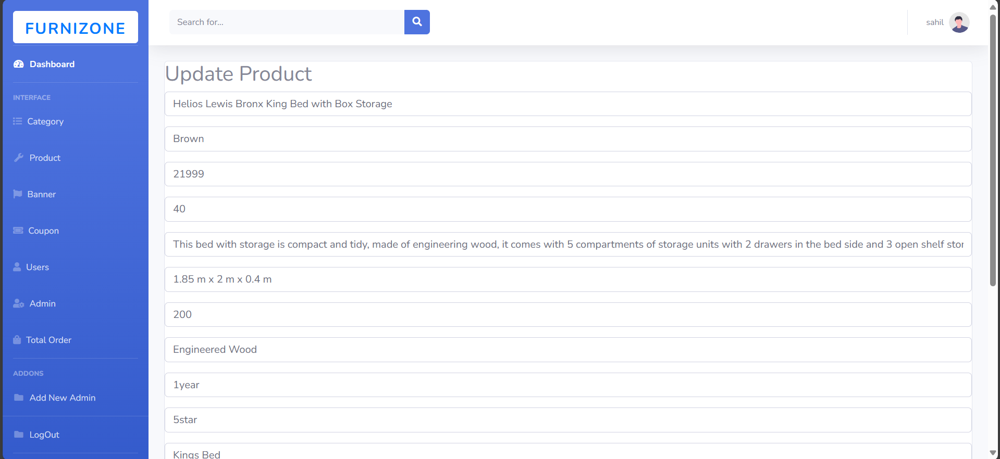 FURNIZONE
Dashboard
INTERFACE
Category
Product
Banner
Coupon
Users
Admin
Total Order
ADDONS
Add New Admin
LogOut
Search for...
sahil
Update Product
Helios Lewis Bronx King Bed with Box Storage
Brown
21999
40
This bed with storage is compact and tidy, made of engineering wood, it comes with 5 compartments of storage units with 2 drawers in the bed side and 3 open shelf stor
1.85 m x 2 m x 0.4 m
200
Engineered Wood
1year
5star
Kings Bed